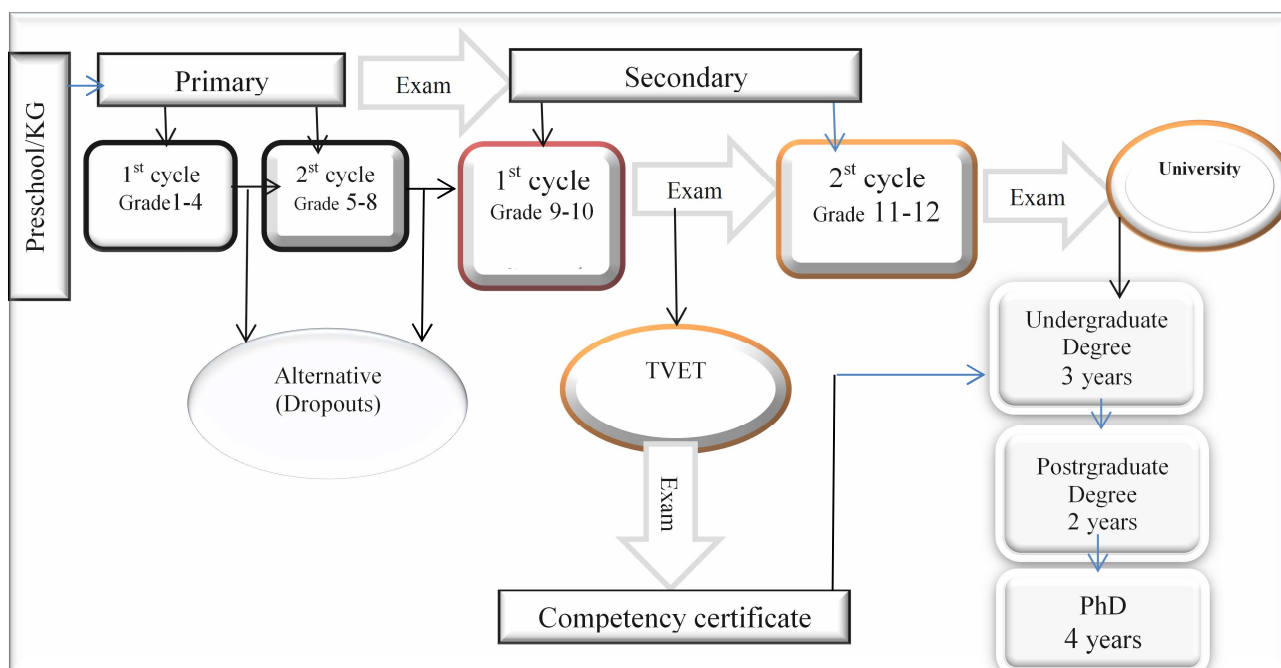 Preschool/KG
Primary
Exam
Secondary
1st cycle
Grade1-4
2st cycle
Grade 5-8
1st cycle
Grade 9-10
Exam
2st cycle
Grade 11-12
Exam
University
Alternative
(Dropouts)
TVET
Exam
Competency certificate
Undergraduate
Degree
3 years
Postrgraduate
Degree
2 years
PhD
4 years